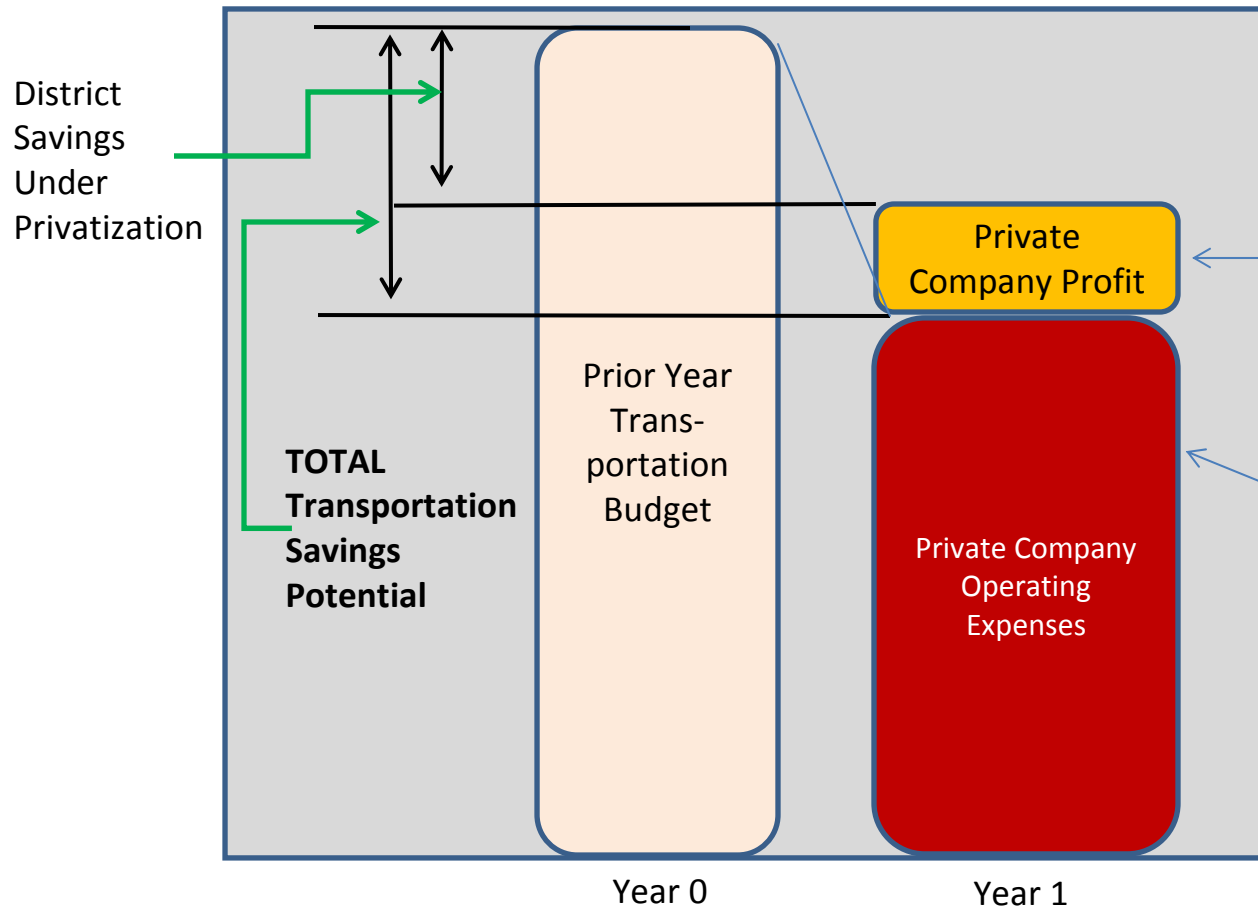 District
Savings
Under
Privatization
TOTAL
Transportation
Savings
Potential
Prior Year
Trans-
portation
Budget
Private
Company Profit
Private Company
Operating
Expenses
Year 0
Year 1